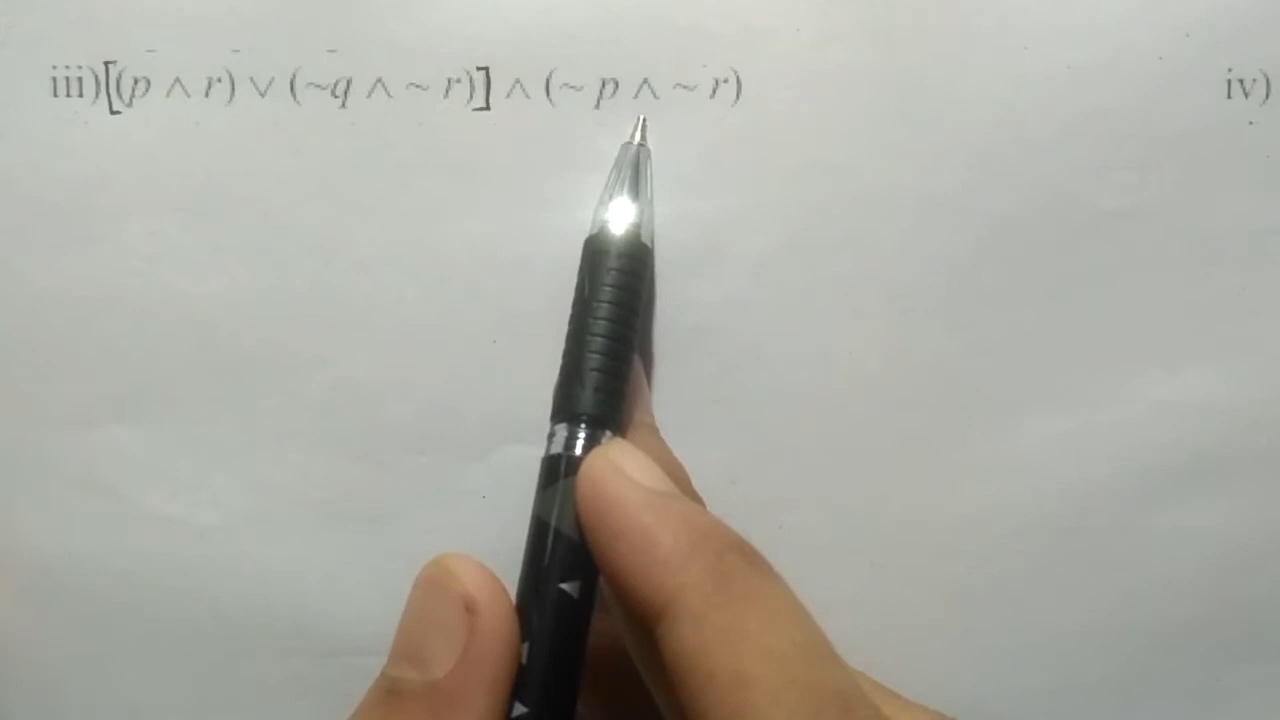 iii)[(p ∧ r) ∨ (~q ∧ ~ r)] ∧ (~ p ∧ ~ r)
iv)